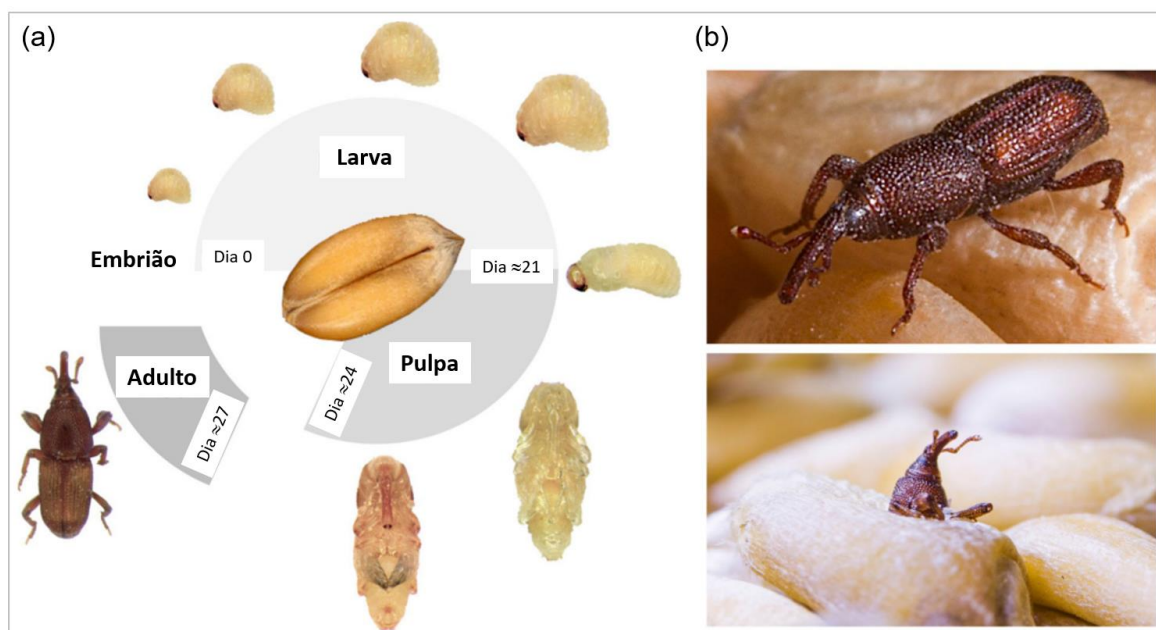 (a)
(b)
Larva
Embrião
Dia 0
Dia ≈21
Adulto
Pulpa
Dia ≈24
Dia ≈27